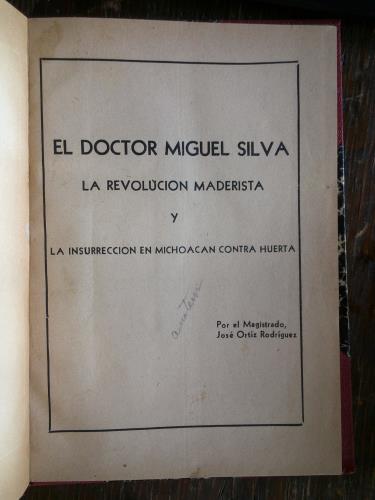 EL DOCTOR MIGUEL SILVA
LA REVOLUCION MADERISTA
y
LA INSURRECCION EN MICHOACAN CONTRA HUERTA
Por el Magistrado,
José Ortiz Rodríguez